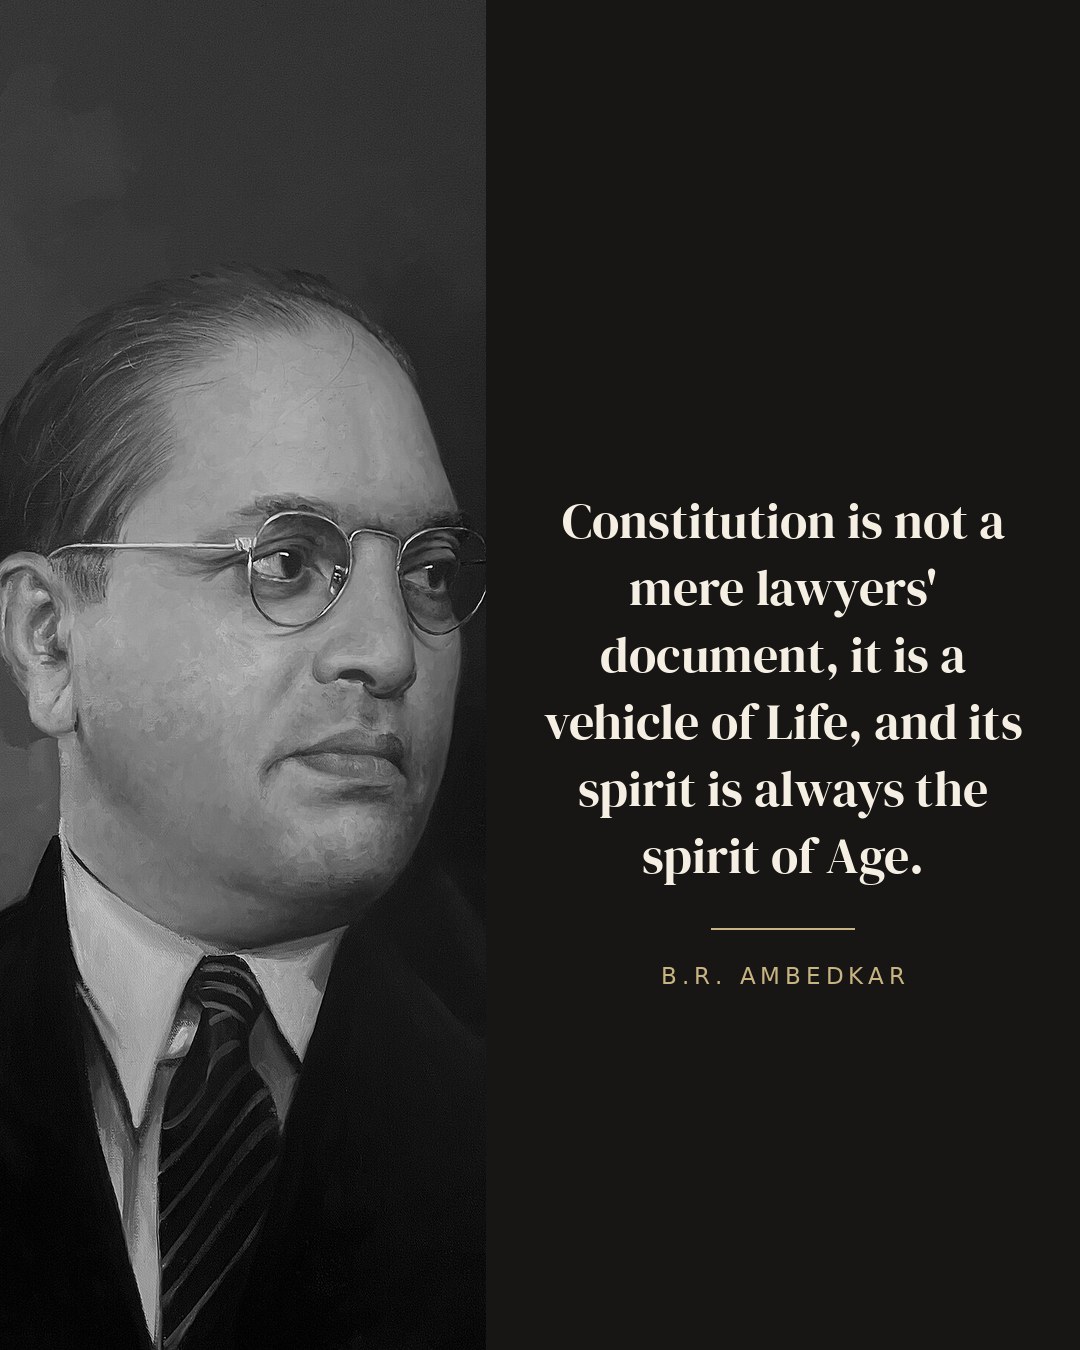 Constitution is not a
mere lawyers'
document, it is a
vehicle of Life, and its
spirit is always the
spirit of Age.
B.R. AMBEDKAR